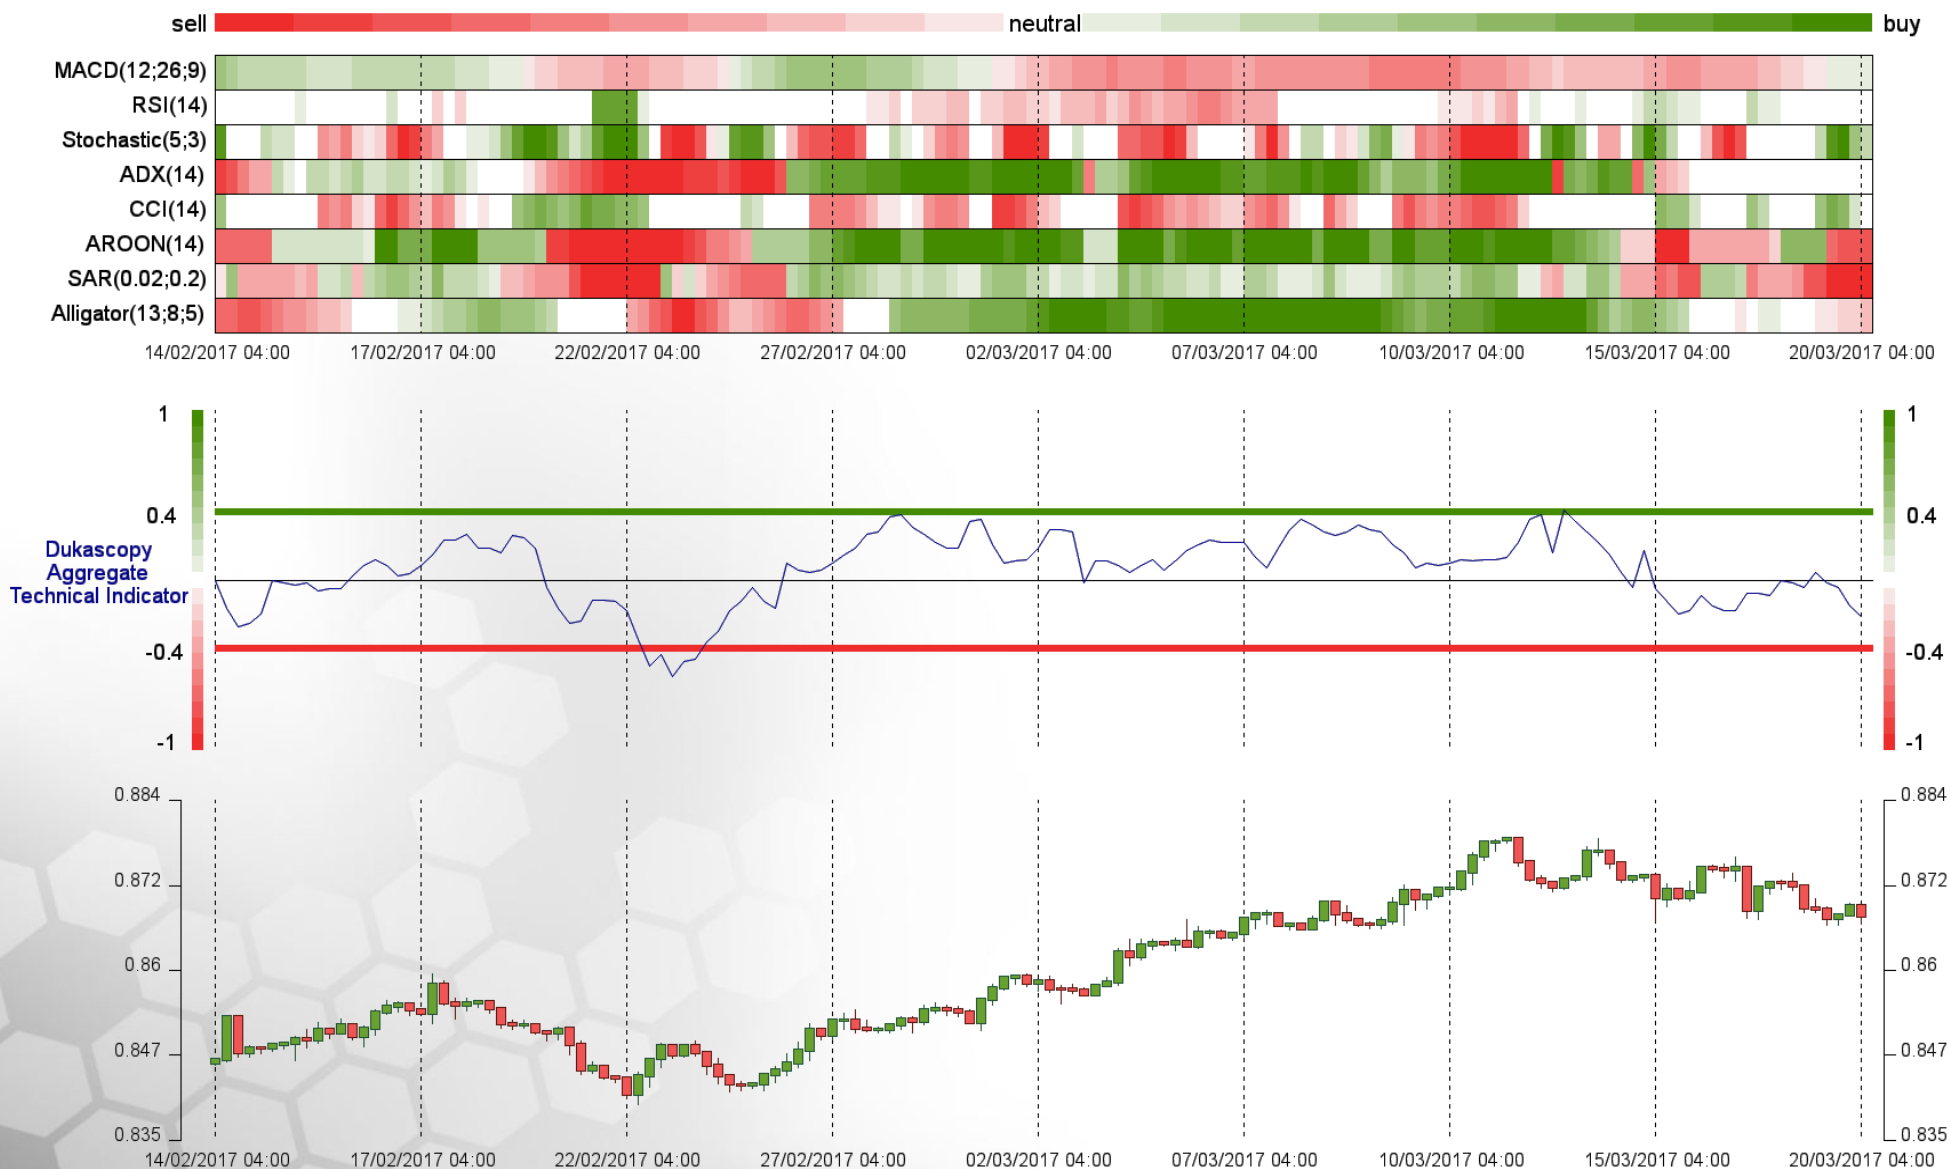 sell neutral buy
MACD(12;26;9)
RSI(14)
Stochastic(5;3)
ADX(14)
CCI(14)
AROON(14)
SAR(0.02;0.2)
Alligator(13;8;5)
14/02/2017 04:00 17/02/2017 04:00 22/02/2017 04:00 27/02/2017 04:00 02/03/2017 04:00 07/03/2017 04:00 10/03/2017 04:00 15/03/2017 04:00 20/03/2017 04:00
1 1
0.4 0.4
Dukascopy
Aggregate
Technical Indicator
-0.4 -0.4
-1 -1
0.884 0.884
0.872 0.872
0.86 0.86
0.847 0.847
0.835 0.835
14/02/2017 04:00 17/02/2017 04:00 22/02/2017 04:00 27/02/2017 04:00 02/03/2017 04:00 07/03/2017 04:00 10/03/2017 04:00 15/03/2017 04:00 20/03/2017 04:00